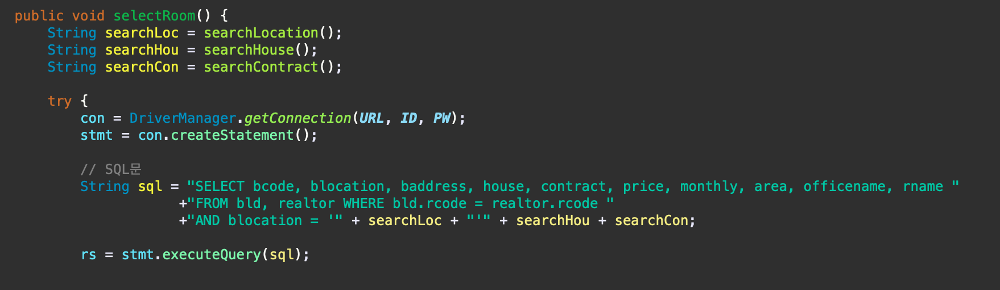 public void selectRoom() {
String searchLoc = searchLocation();
String searchHou = searchHouse();
String searchCon = searchContract();
try {
con = DriverManager.getConnection(URL, ID, PW);
stmt = con.createStatement();
// SQL문
String sql = "SELECT bcode, blocation, baddress, house, contract, price, monthly, area, officename, rname "
+"FROM bld, realtor WHERE bld.rcode = realtor.rcode "
+"AND blocation = '" + searchLoc + "'" + searchHou + searchCon;
rs = stmt.executeQuery(sql);